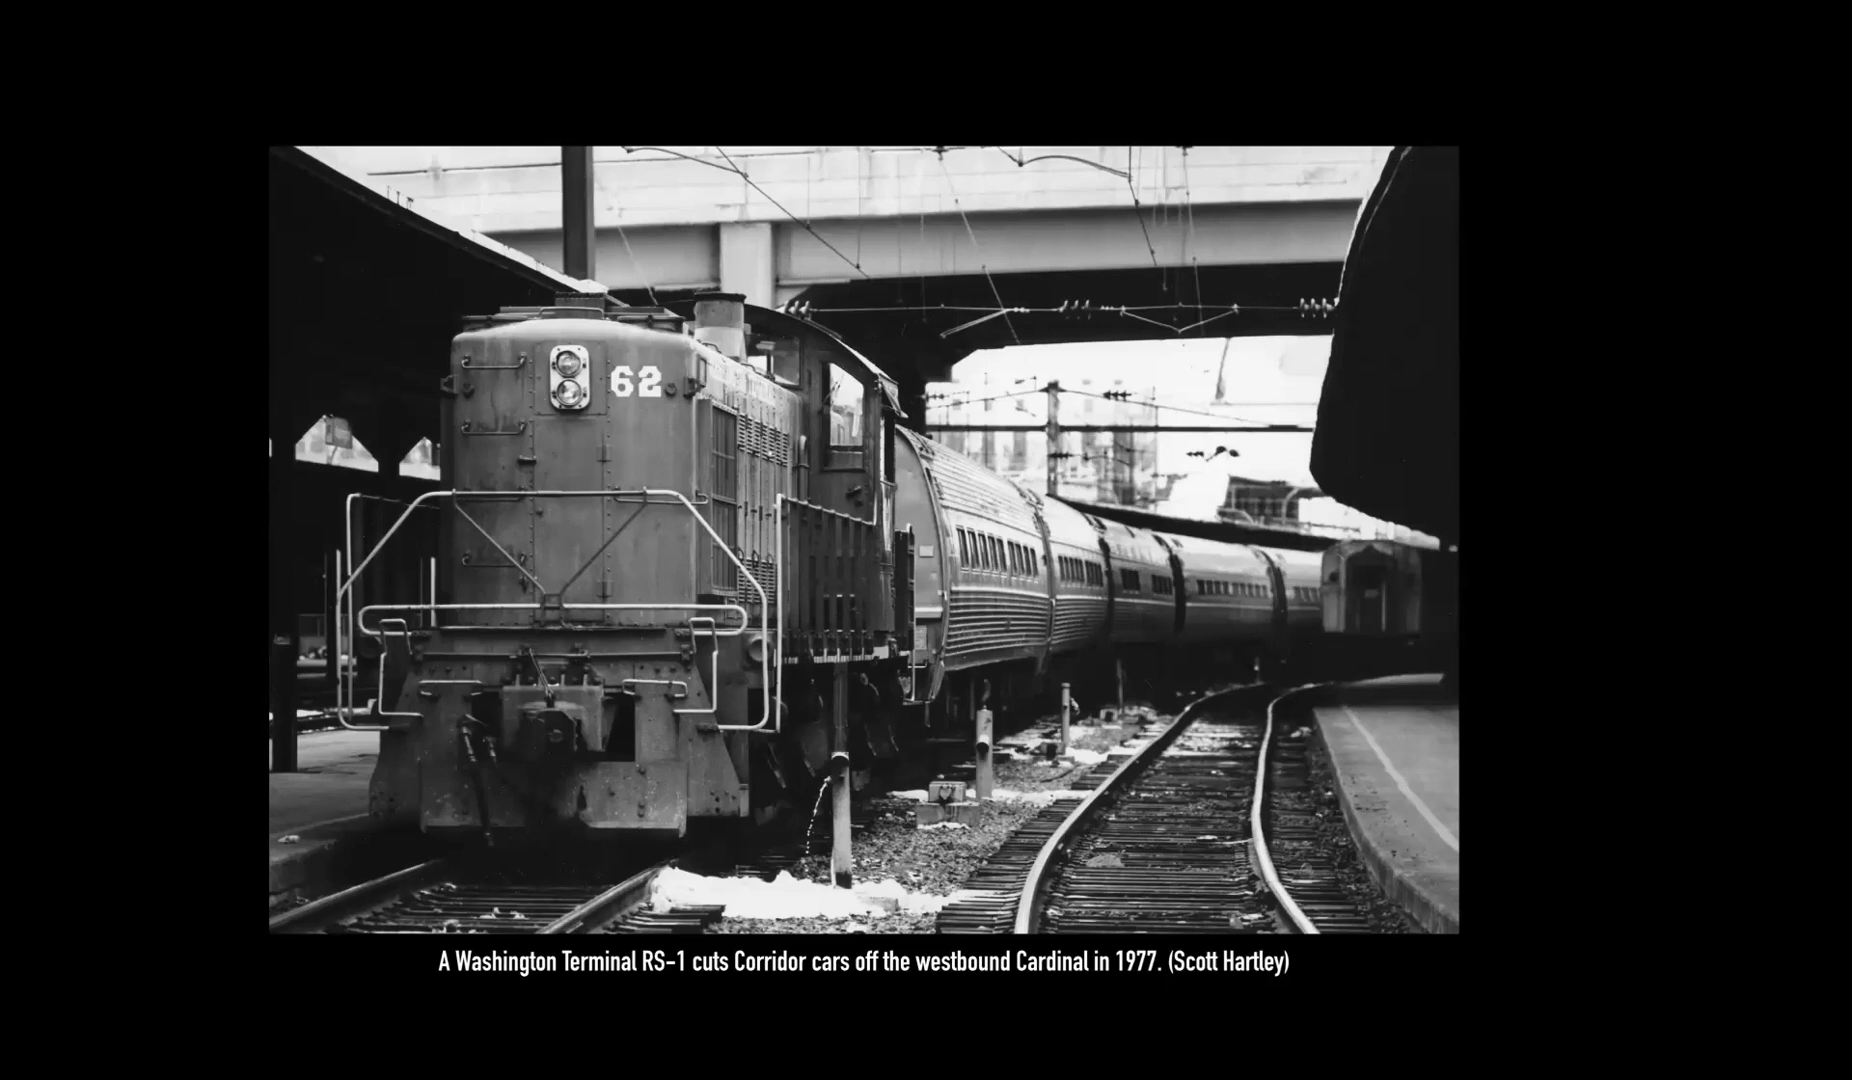 62
A Washington Terminal RS-1 cuts Corridor cars off the westbound Cardinal in 1977. (Scott Hartley)